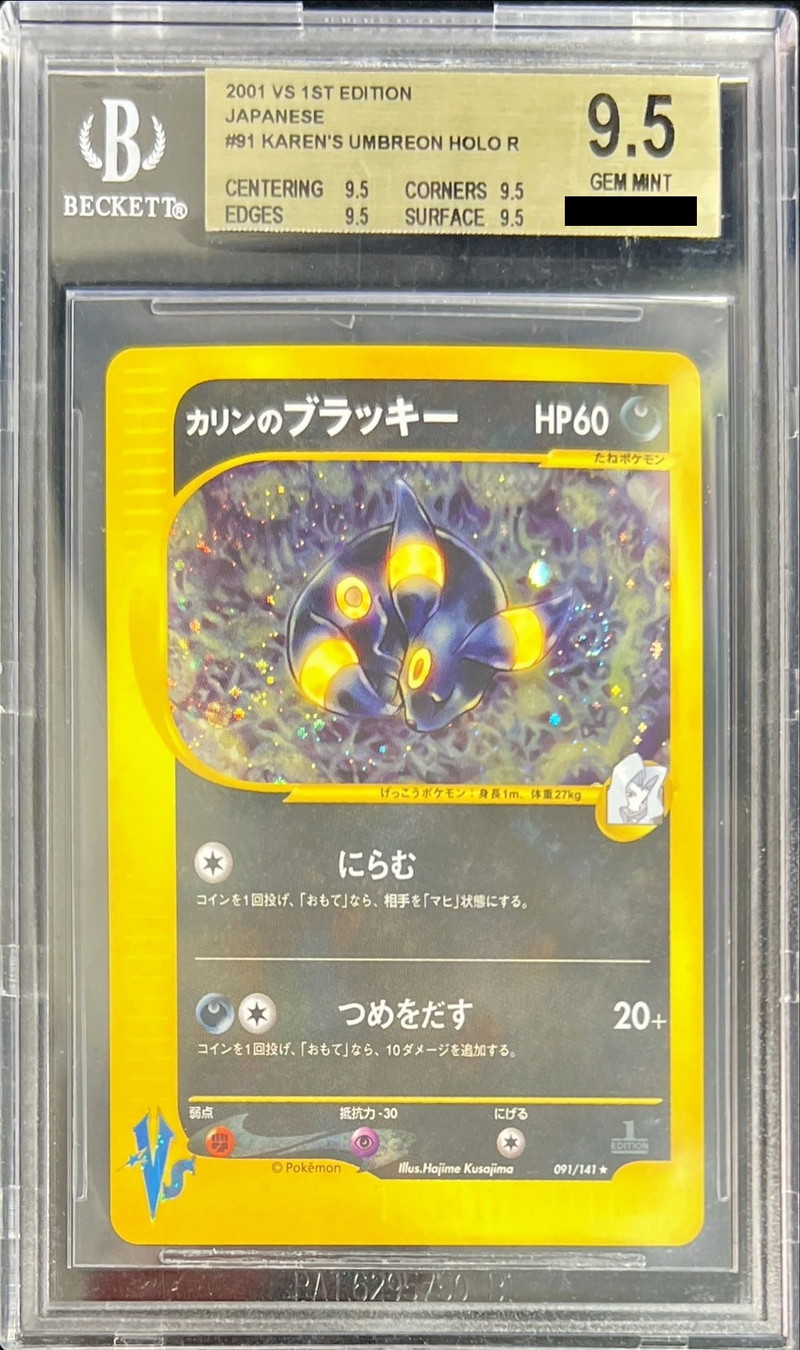 2001 VS 1ST EDITION
JAPANESE
#91 KAREN'S UMBREON HOLO R
CENTERING 9.5 CORNERS 9.5
EDGES 9.5 SURFACE 9.5
9.5
GEM MINT
B
BECKETT®
カリンのブラッキー HP60
たねポケモン
げっこうポケモン:身長1m、体重27kg
にらむ
コインを1回投げ、「おもて」なら、相手を「マヒ」状態にする。
つめをだす 20+
コインを1回投げ、「おもて」なら、10ダメージを追加する。
弱点 抵抗力-30 にげる
1
EDITION
VS
©Pokémon Illus.Hajime Kusajima 091/141★